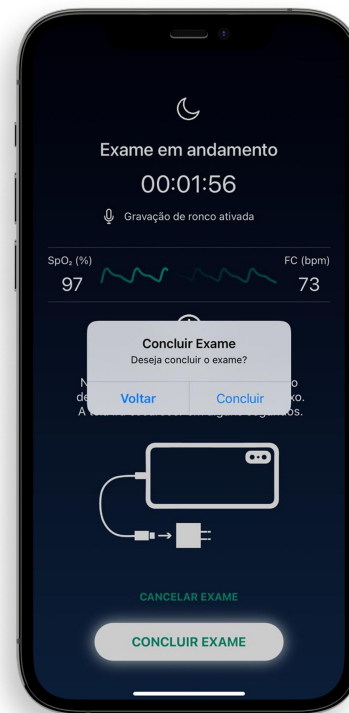 Exame em andamento
00:01:56
Gravação de ronco ativada
SpO₂ (%)
97
FC (bpm)
73
Concluir Exame
Deseja concluir o exame?
Voltar
Concluir
CANCELAR EXAME
CONCLUIR EXAME